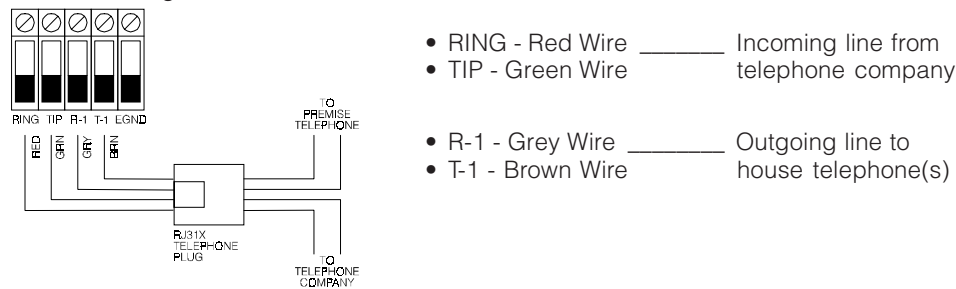 RING TIP R-1 T-1 EGND
RED GRN GRY BRN
TO
PREMISE
TELEPHONE
RJ31X
TELEPHONE
PLUG
TO
TELEPHONE
COMPANY
• RING - Red Wire _______ Incoming line from
• TIP - Green Wire telephone company
• R-1 - Grey Wire ________ Outgoing line to
• T-1 - Brown Wire house telephone(s)